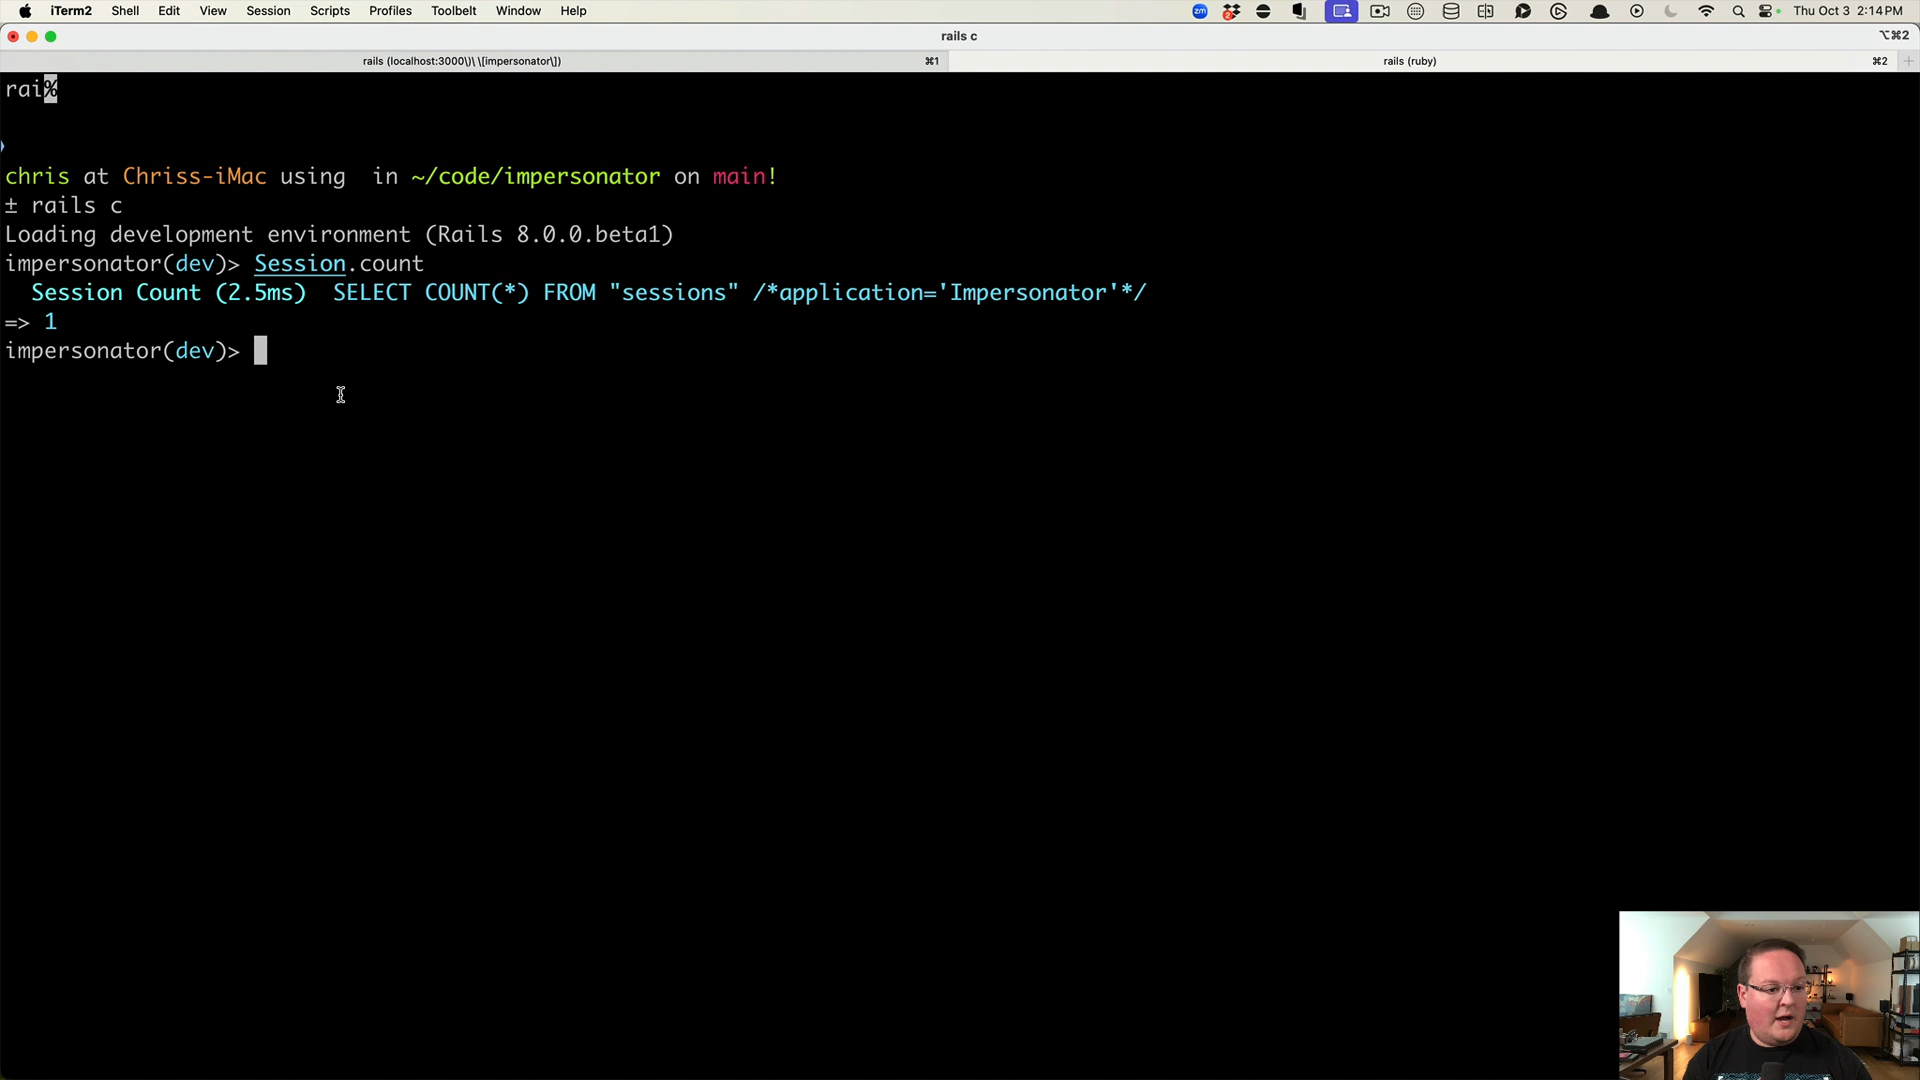 iTerm2 Shell Edit View Session Scripts Profiles Toolbelt Window Help zm 2 Thu Oct 3 2:14 PM
rails c ⌥⌘2
rails (localhost:3000\)\ \[impersonator\]) ⌘1 rails (ruby) ⌘2 +
rai%
chris at Chriss-iMac using in ~/code/impersonator on main!
± rails c
Loading development environment (Rails 8.0.0.beta1)
impersonator(dev)> Session.count
Session Count (2.5ms) SELECT COUNT(*) FROM "sessions" /*application='Impersonator'*/
=> 1
impersonator(dev)>